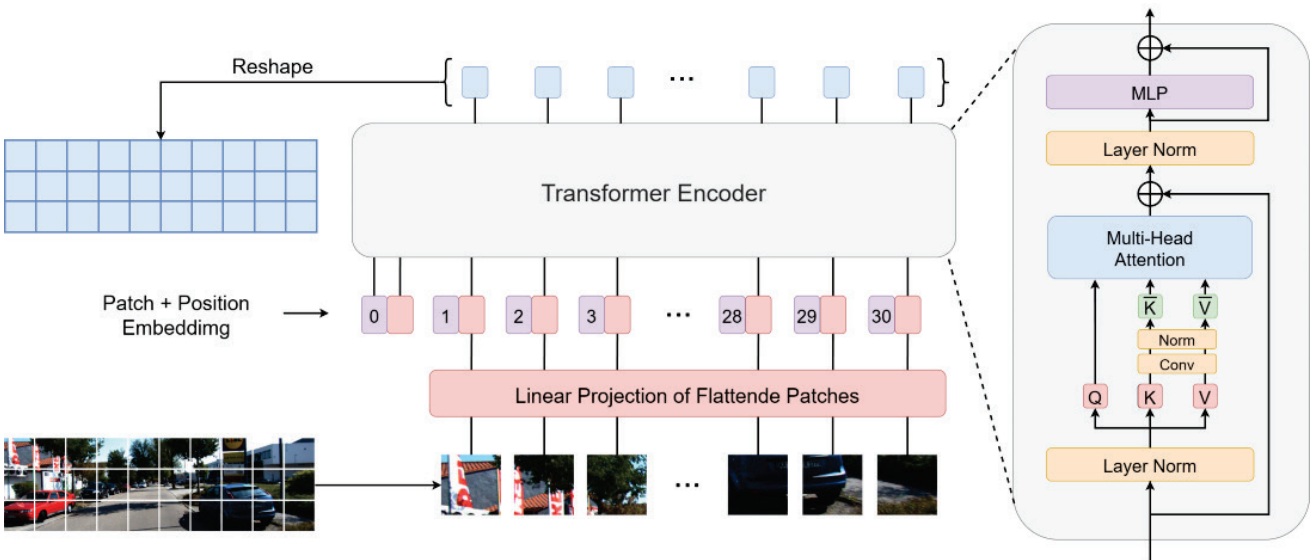 Reshape
...
Transformer Encoder
Patch + Position
Embeddimg
0
1
2
3
...
28
29
30
Linear Projection of Flattende Patches
...
MLP
Layer Norm
Multi-Head
Attention
K̅
V̅
Norm
Conv
Q
K
V
Layer Norm